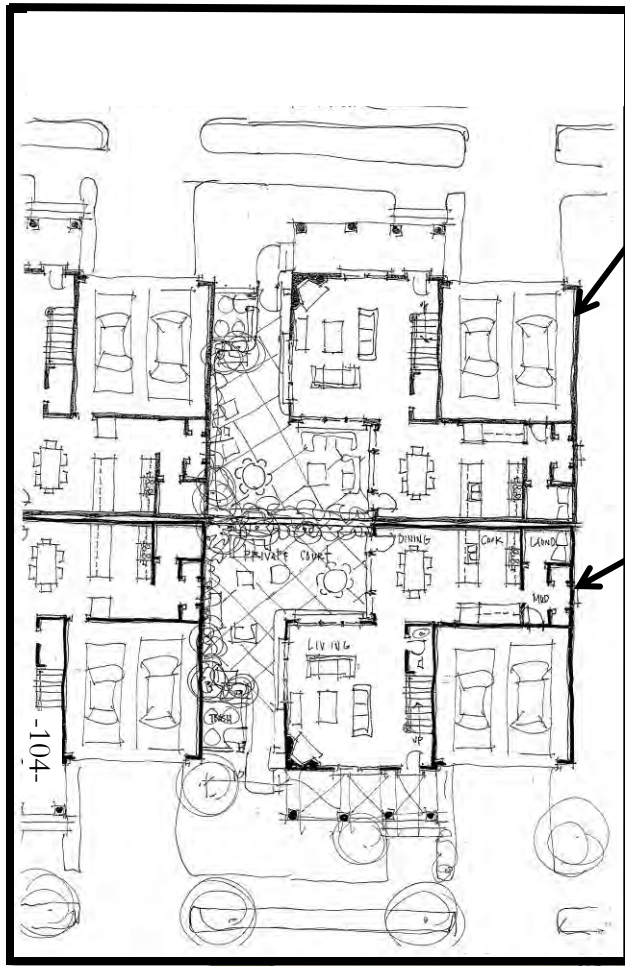 DINING
COOK
LAUND
PRIVATE COURT
MUD
LIVING
TRASH
UP
-104-